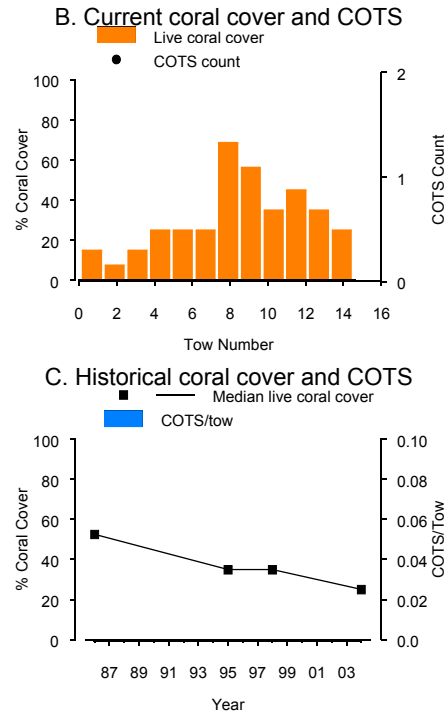 B. Current coral cover and COTS
Live coral cover
COTS count
100
80
60
40
20
0
% Coral Cover
2
1
0
COTS Count
0 2 4 6 8 10 12 14 16
Tow Number
C. Historical coral cover and COTS
Median live coral cover
COTS/tow
100
80
60
40
20
0
% Coral Cover
0.10
0.08
0.06
0.04
0.02
0.0
COTS/Tow
87 89 91 93 95 97 99 01 03
Year